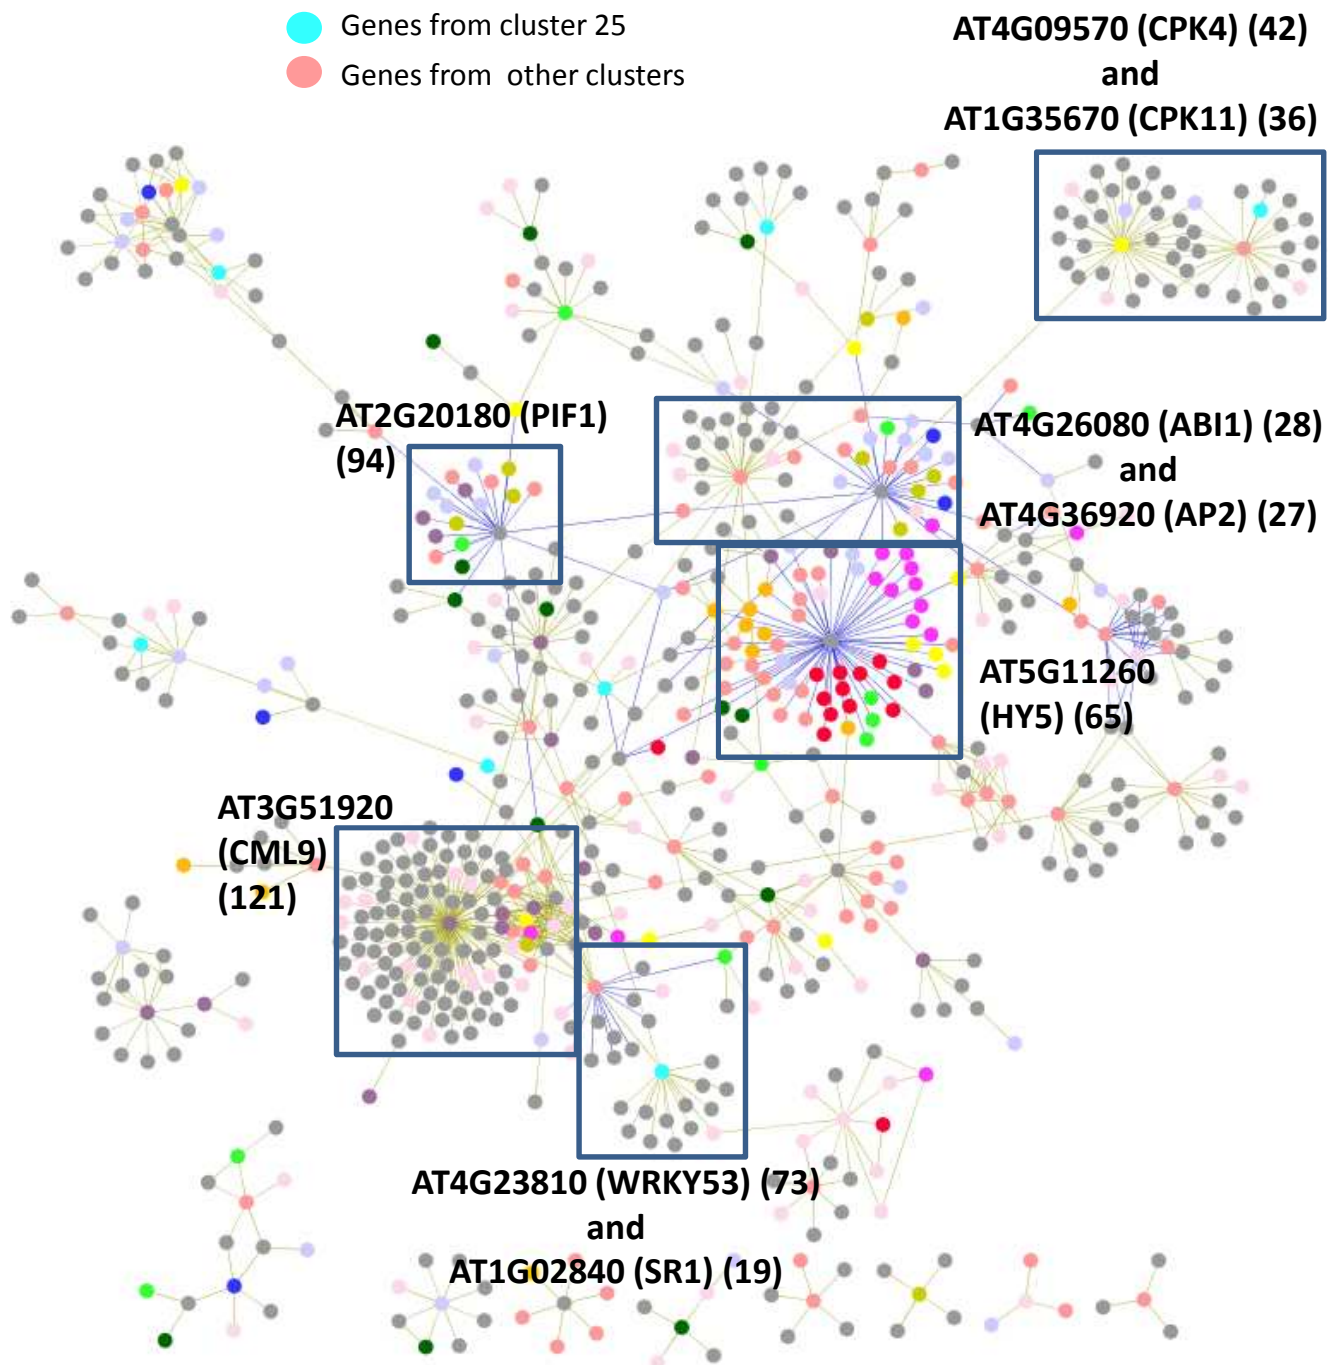 Genes from cluster 25
Genes from other clusters
AT4G09570 (CPK4) (42)
and
AT1G35670 (CPK11) (36)
AT2G20180 (PIF1)
(94)
AT4G26080 (ABI1) (28)
and
AT4G36920 (AP2) (27)
AT5G11260
(HY5) (65)
AT3G51920
(CML9)
(121)
AT4G23810 (WRKY53) (73)
and
AT1G02840 (SR1) (19)